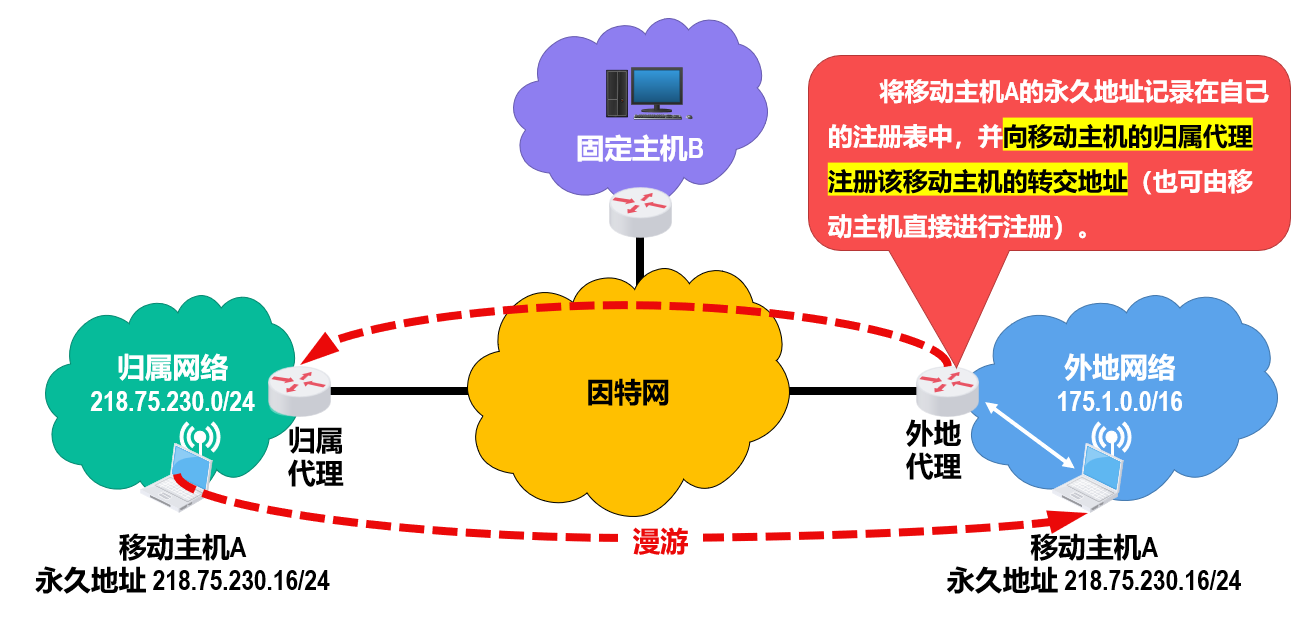 固定主机B
将移动主机A的永久地址记录在自己
的注册表中，并向移动主机的归属代理
注册该移动主机的转交地址（也可由移
动主机直接进行注册）。
归属网络
218.75.230.0/24
归属
代理
因特网
外地网络
175.1.0.0/16
外地
代理
漫游
移动主机A
永久地址 218.75.230.16/24
移动主机A
永久地址 218.75.230.16/24